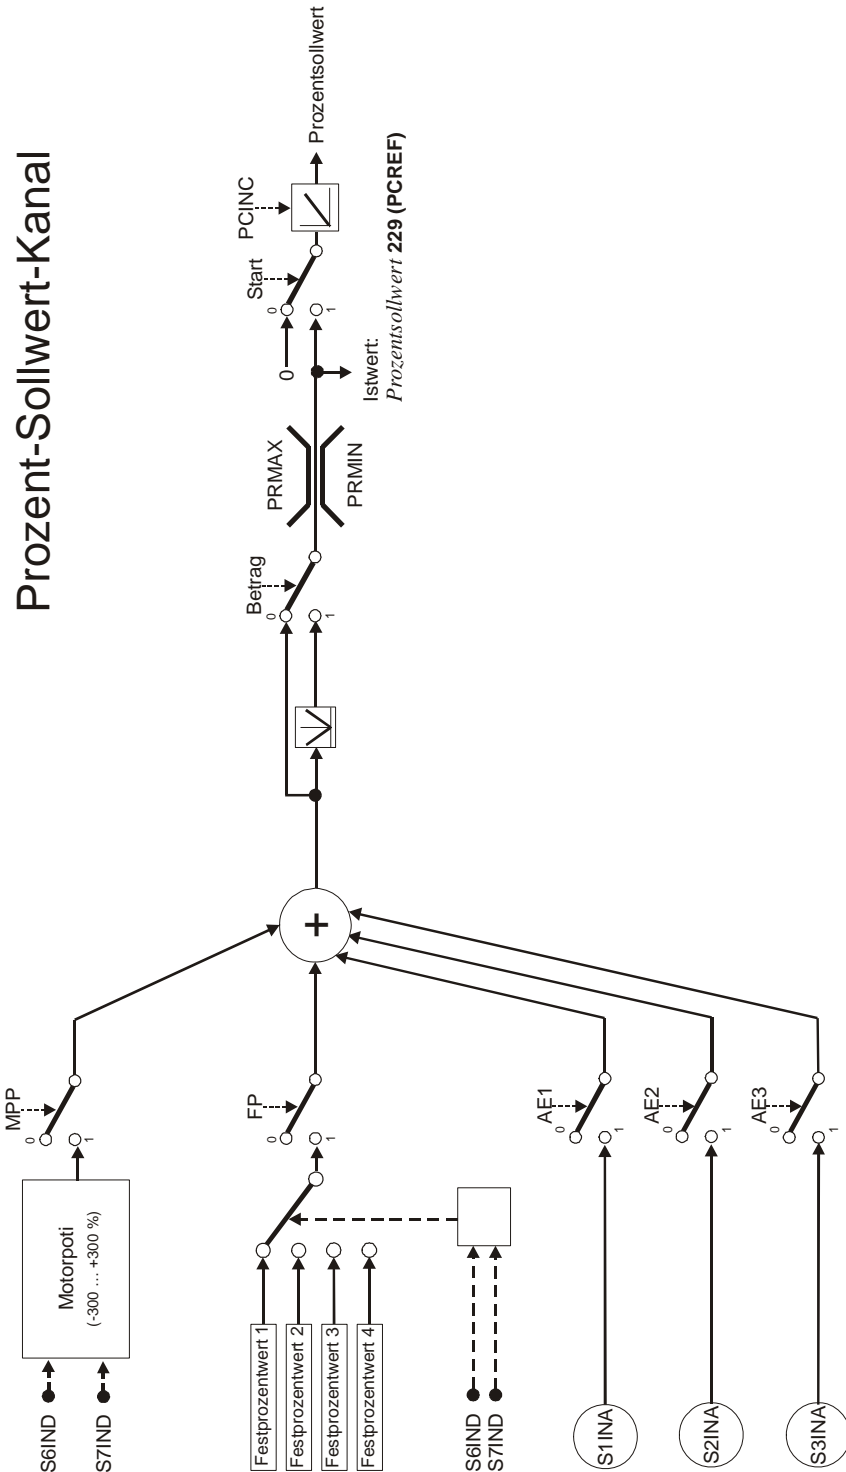 Prozent-Sollwert-Kanal
S6IND
S7IND
Motorpoti
(-300 ... +300 %)
MPP
0
1
Festprozentwert 1
Festprozentwert 2
Festprozentwert 3
Festprozentwert 4
FP
0
1
S6IND
S7IND
S1INA
AE1
0
1
S2INA
AE2
0
1
S3INA
AE3
0
1
+
Betrag
0
1
PRMAX
PRMIN
Istwert:
Prozentsollwert 229 (PCREF)
0
Start
0
1
PCINC
Prozentsollwert